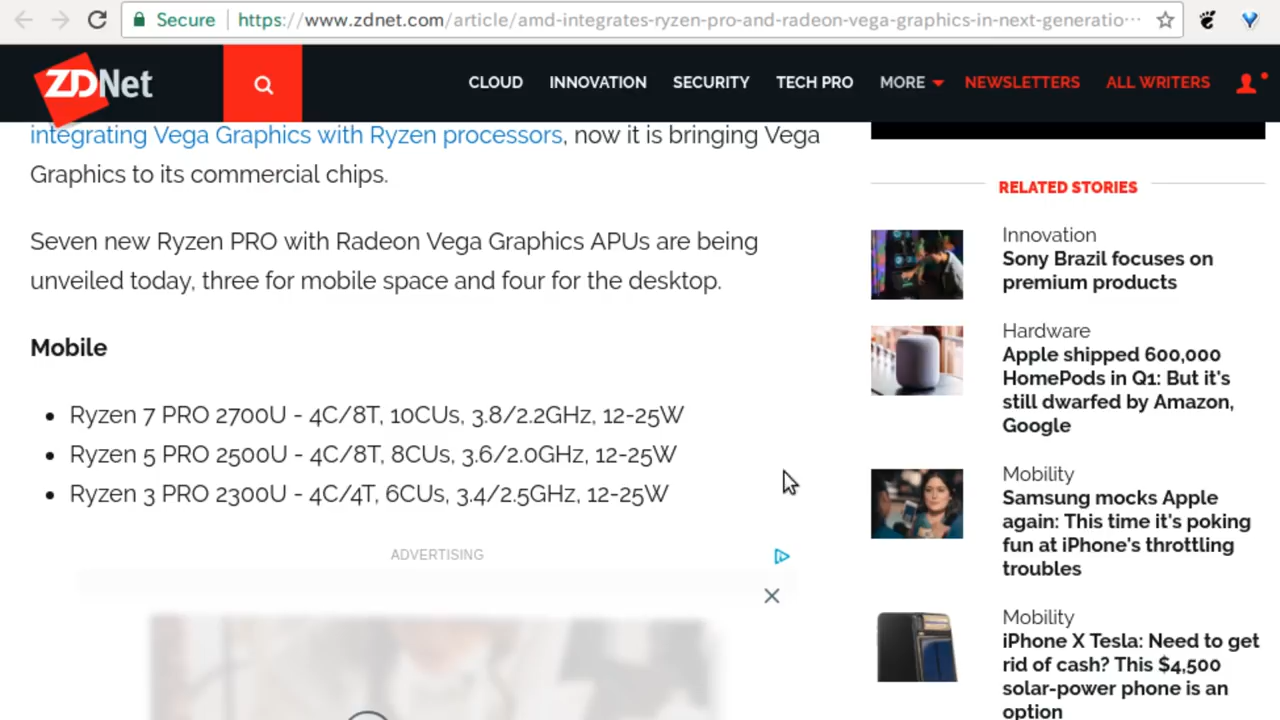 Secure https://www.zdnet.com/article/amd-integrates-ryzen-pro-and-radeon-vega-graphics-in-next-generatio···
ZDNet
CLOUD INNOVATION SECURITY TECH PRO MORE NEWSLETTERS ALL WRITERS
integrating Vega Graphics with Ryzen processors, now it is bringing Vega
Graphics to its commercial chips.
Seven new Ryzen PRO with Radeon Vega Graphics APUs are being
unveiled today, three for mobile space and four for the desktop.
Mobile
• Ryzen 7 PRO 2700U - 4C/8T, 10CUs, 3.8/2.2GHz, 12-25W
• Ryzen 5 PRO 2500U - 4C/8T, 8CUs, 3.6/2.0GHz, 12-25W
• Ryzen 3 PRO 2300U - 4C/4T, 6CUs, 3.4/2.5GHz, 12-25W
ADVERTISING
RELATED STORIES
Innovation
Sony Brazil focuses on
premium products
Hardware
Apple shipped 600,000
HomePods in Q1: But it's
still dwarfed by Amazon,
Google
Mobility
Samsung mocks Apple
again: This time it's poking
fun at iPhone's throttling
troubles
Mobility
iPhone X Tesla: Need to get
rid of cash? This $4,500
solar-power phone is an
option